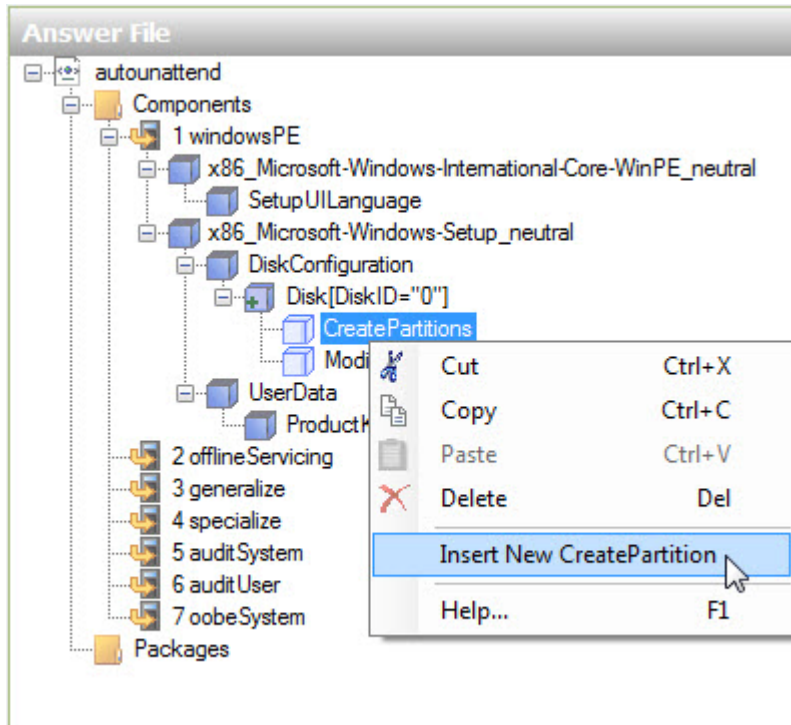 Answer File
autounattend
Components
1 windowsPE
x86_Microsoft-Windows-International-Core-WinPE_neutral
SetupUILanguage
x86_Microsoft-Windows-Setup_neutral
DiskConfiguration
Disk[DiskID="0"]
CreatePartitions
Modi
UserData
ProductK
2 offlineServicing
3 generalize
4 specialize
5 auditSystem
6 auditUser
7 oobeSystem
Packages
Cut Ctrl+X
Copy Ctrl+C
Paste Ctrl+V
Delete Del
Insert New CreatePartition
Help... F1